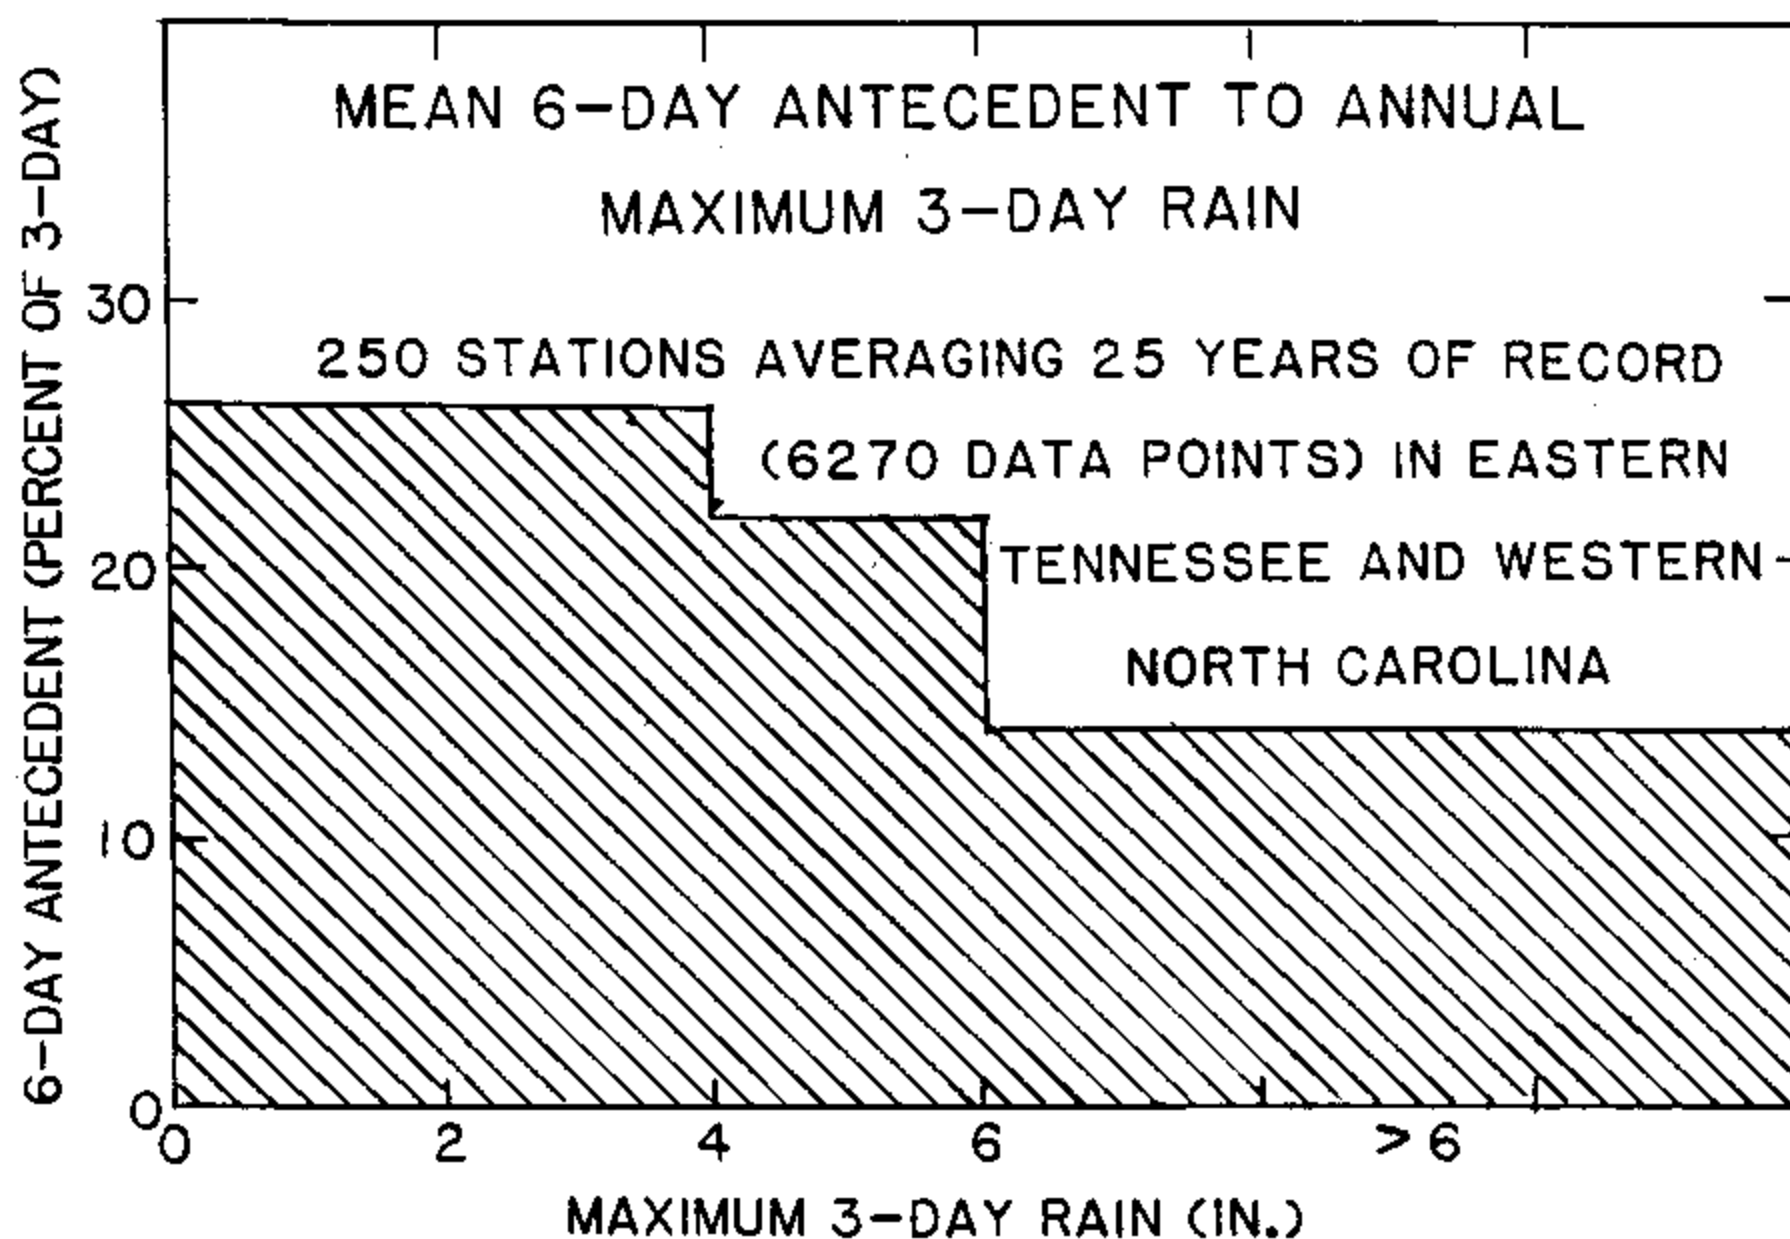 MEAN 6-DAY ANTECEDENT TO ANNUAL
MAXIMUM 3-DAY RAIN
250 STATIONS AVERAGING 25 YEARS OF RECORD
(6270 DATA POINTS) IN EASTERN
TENNESSEE AND WESTERN
NORTH CAROLINA
6-DAY ANTECEDENT (PERCENT OF 3-DAY)
30
20
10
0
0 2 4 6 >6
MAXIMUM 3-DAY RAIN (IN.)